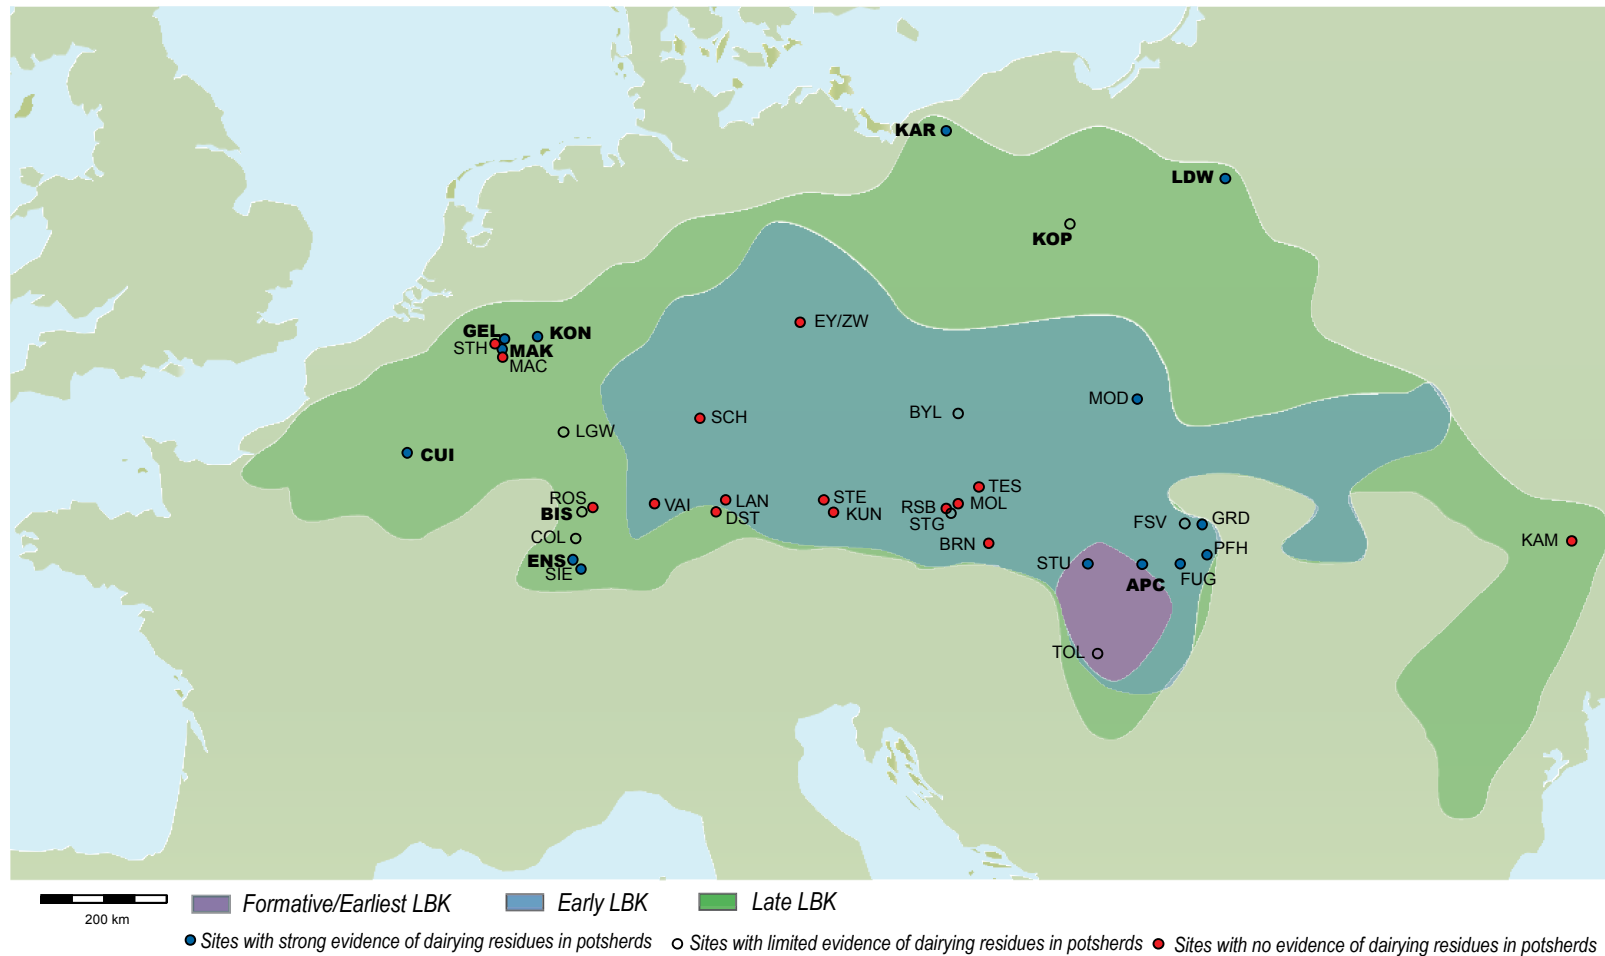 KAR
LDW
KOP
EY/ZW
GEL
KON
STH
MAK
MAC
MOD
BYL
SCH
LGW
CUI
TES
ROS
VAI
LAN
STE
RSB
MOL
BIS
DST
KUN
STG
FSV
GRD
COL
BRN
KAM
PFH
ENS
STU
SIE
APC
FUG
TOL
200 km
Formative/Earliest LBK
Early LBK
Late LBK
Sites with strong evidence of dairying residues in potsherds
Sites with limited evidence of dairying residues in potsherds
Sites with no evidence of dairying residues in potsherds